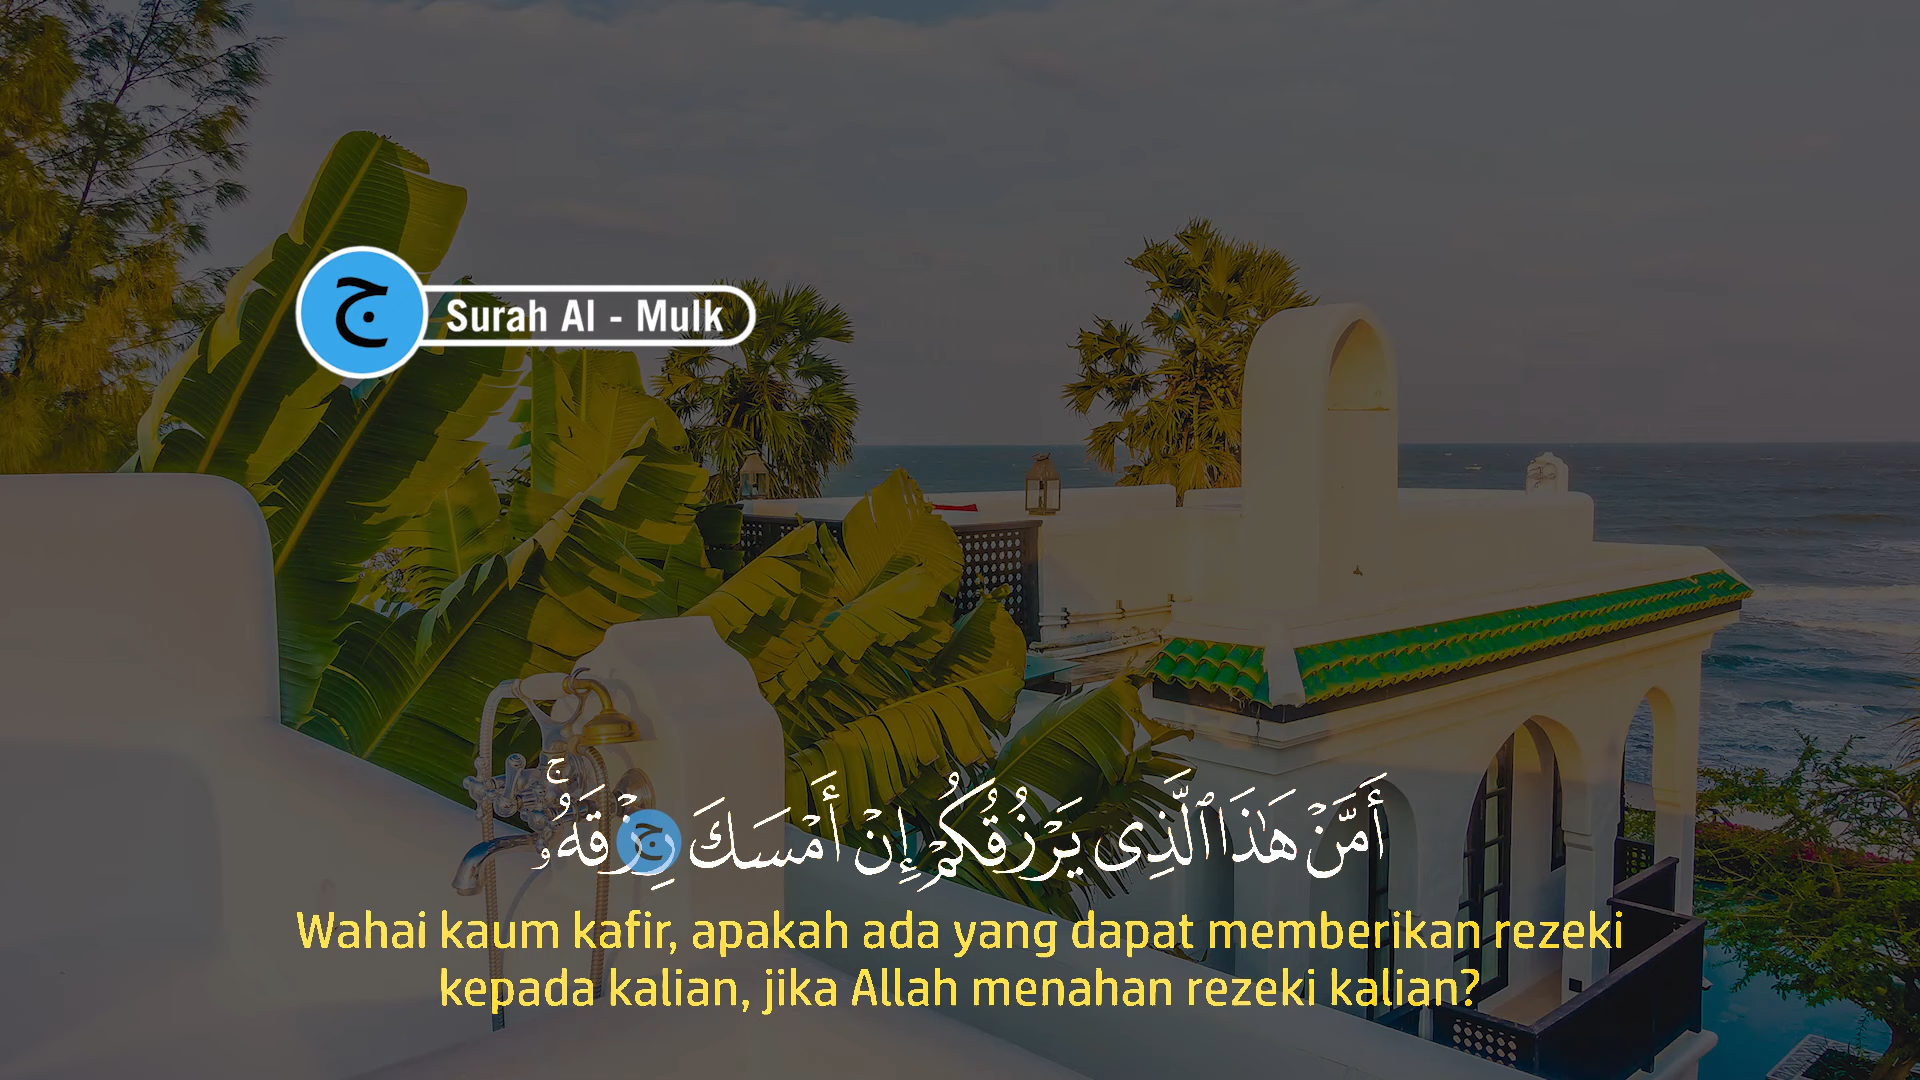 ج
Surah Al - Mulk
أَمَّنْ هَٰذَا ٱلَّذِى يَرْزُقُكُمْ إِنْ أَمْسَكَ رِزْقَهُۥ ۚ
ج
Wahai kaum kafir, apakah ada yang dapat memberikan rezeki
kepada kalian, jika Allah menahan rezeki kalian?